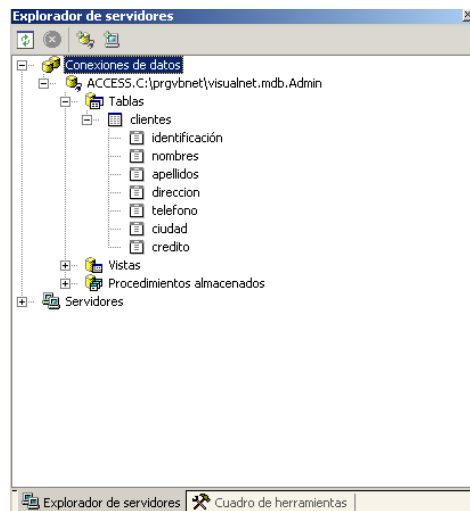 Explorador de servidores
Conexiones de datos
ACCESS.C:\prgvbnet\visualnet.mdb.Admin
Tablas
clientes
identificación
nombres
apellidos
direccion
telefono
ciudad
credito
Vistas
Procedimientos almacenados
Servidores
Explorador de servidores Cuadro de herramientas